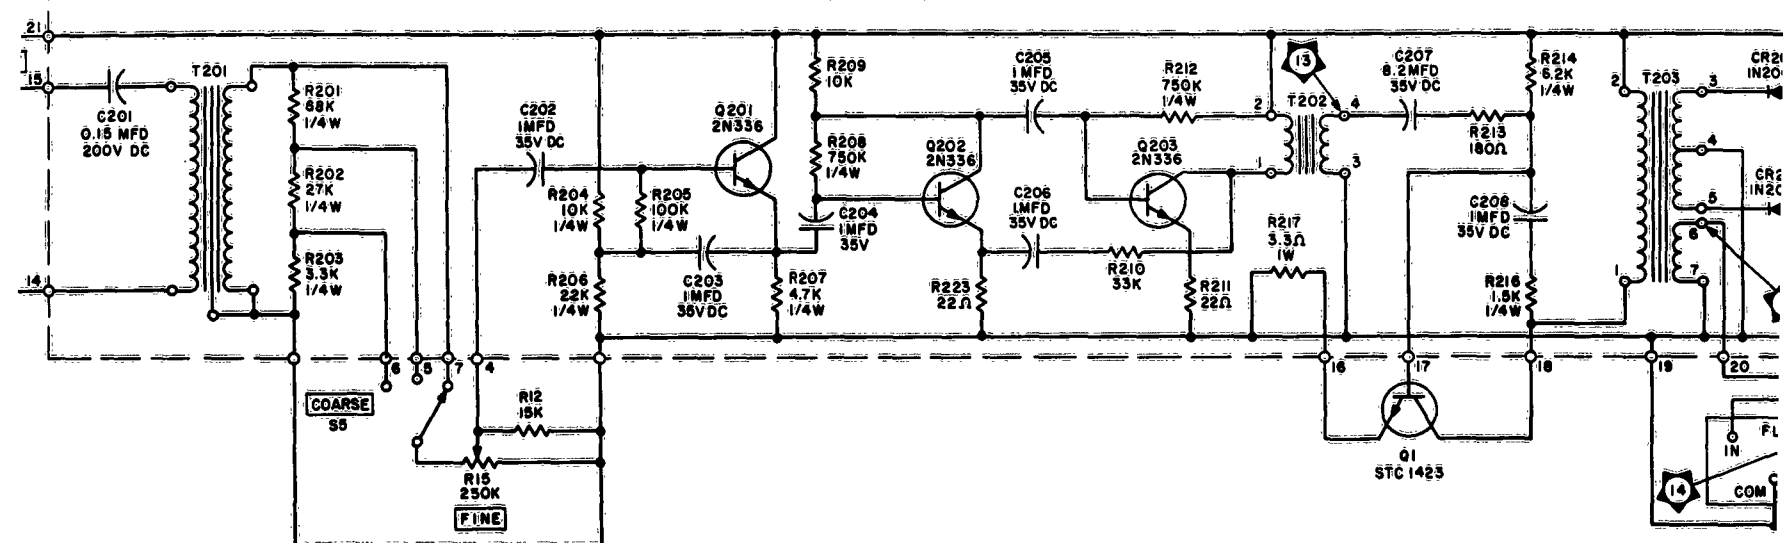 21
15
14
C201
0.15 MFD
200V DC
T201
R201
68K
1/4W
R202
27K
1/4W
R203
3.3K
1/4W
6
5
7
4
COARSE
S5
R12
15K
R15
250K
FINE
C202
1MFD
35V DC
R204
10K
1/4W
R205
100K
1/4W
R206
22K
1/4W
C203
1MFD
35V DC
Q201
2N336
R207
4.7K
1/4W
R209
10K
R208
750K
1/4W
C204
1MFD
35V
Q202
2N336
R223
22Ω
C205
1MFD
35V DC
C206
1MFD
35V DC
R210
33K
R212
750K
1/4W
Q203
2N336
R211
22Ω
13
2
T202
4
1
3
R217
3.3Ω
1W
C207
8.2MFD
35V DC
R213
180Ω
R214
6.2K
1/4W
C208
1MFD
35V DC
R216
1.5K
1/4W
16
17
18
Q1
STC 1423
2
T203
3
4
5
6
7
1
19
20
IN
14
COM